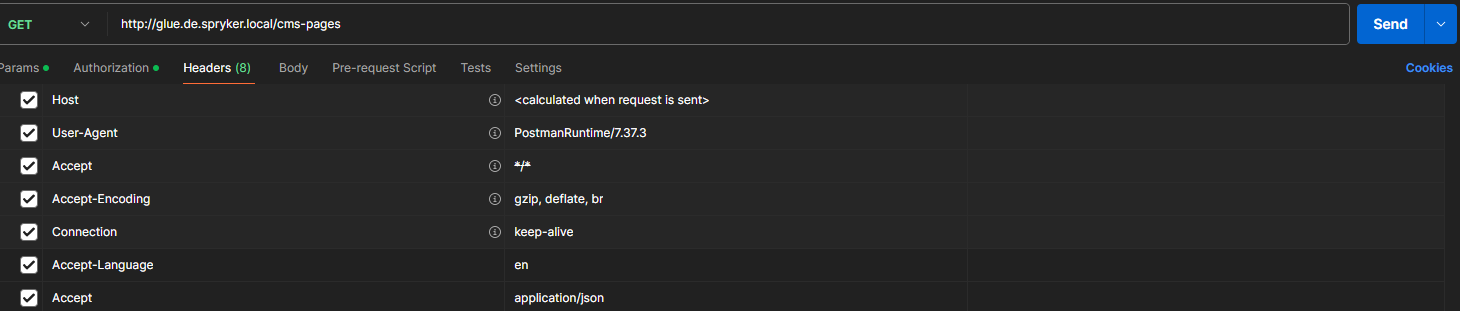 GET http://glue.de.spryker.local/cms-pages Send
Params Authorization Headers (8) Body Pre-request Script Tests Settings Cookies
Host <calculated when request is sent>
User-Agent PostmanRuntime/7.37.3
Accept */*
Accept-Encoding gzip, deflate, br
Connection keep-alive
Accept-Language en
Accept application/json